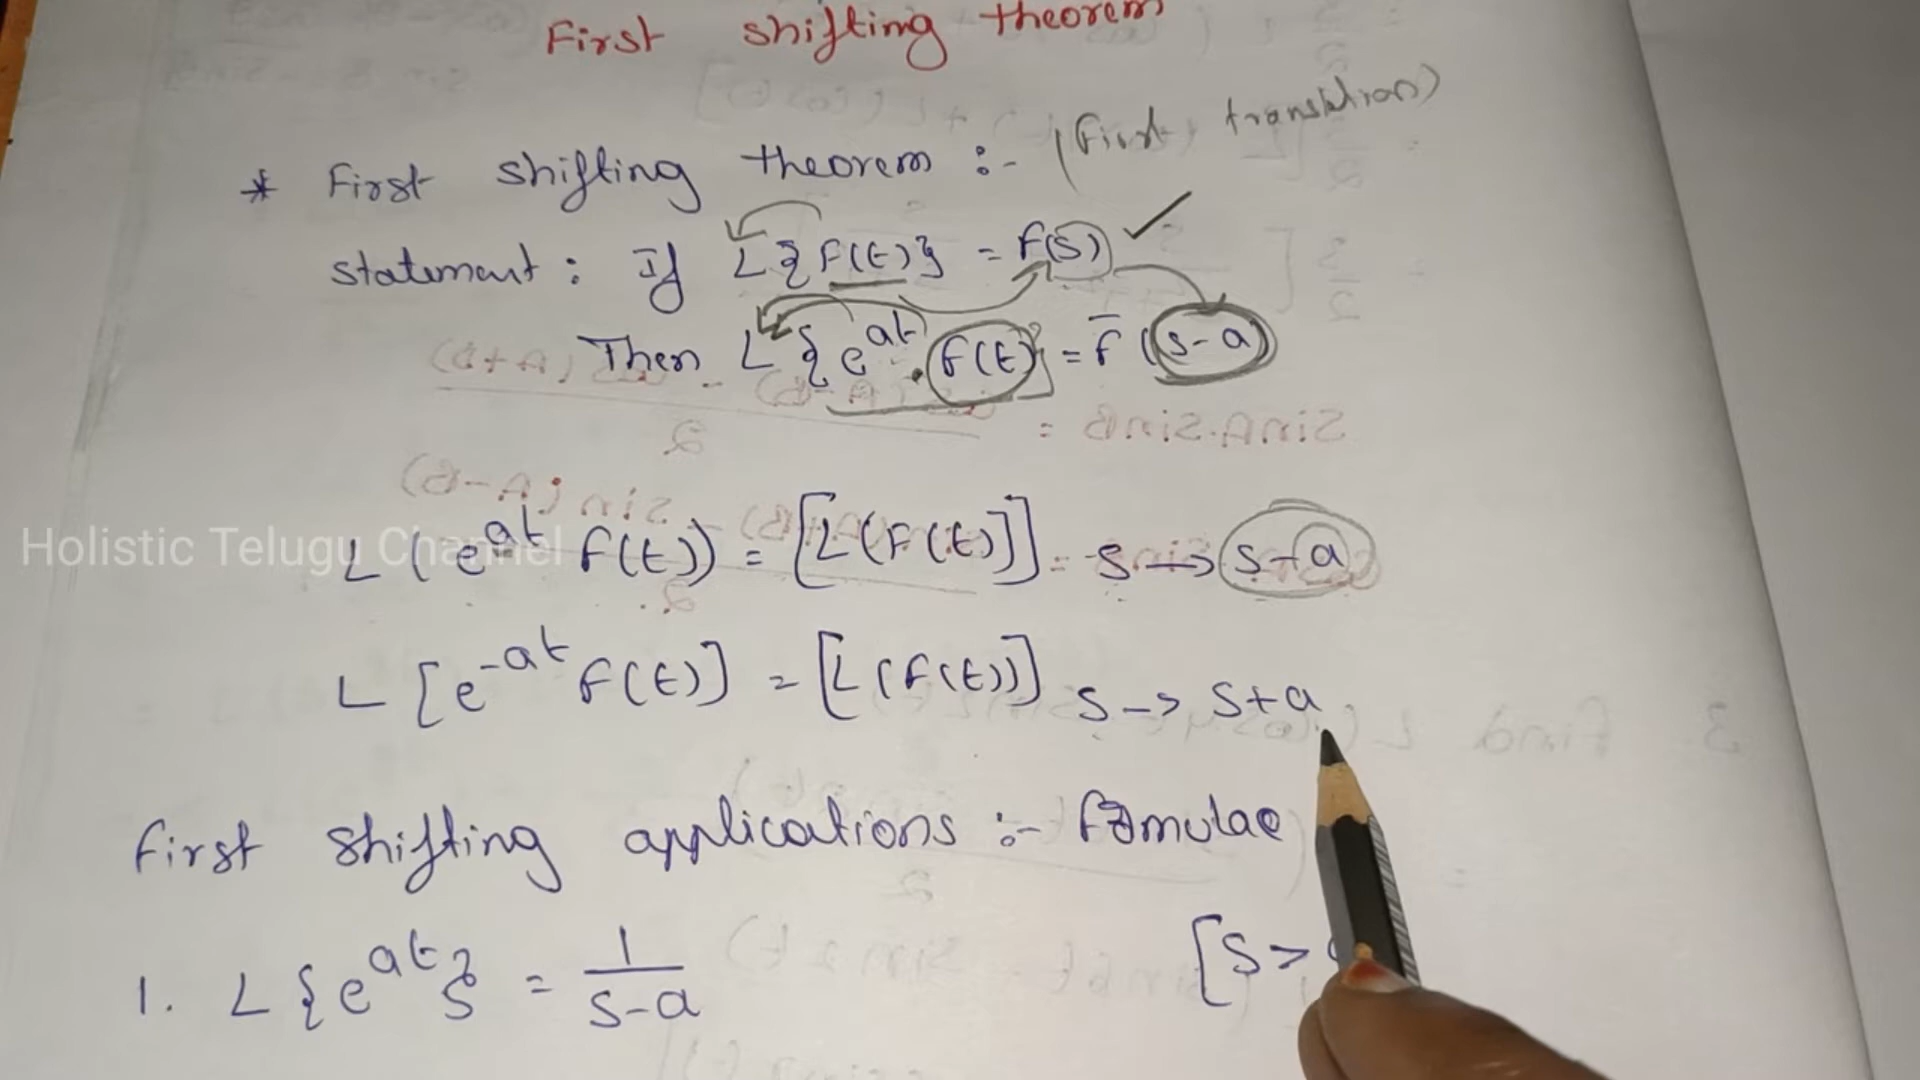 First shifting theorem
* First shifting theorem :- (First translation)
statement : If L{f(t)} = f(s) ✓
Then L{e^at . f(t)} = f̄(s-a)
L(e^at f(t)) = [L(F(t)]] s → s-a
Holistic Telugu Channel
L[e^-at f(t)] = [L(f(t))] s → s+a
First shifting applications :- formulae
1. L{e^at} = 1/(s-a) [s >